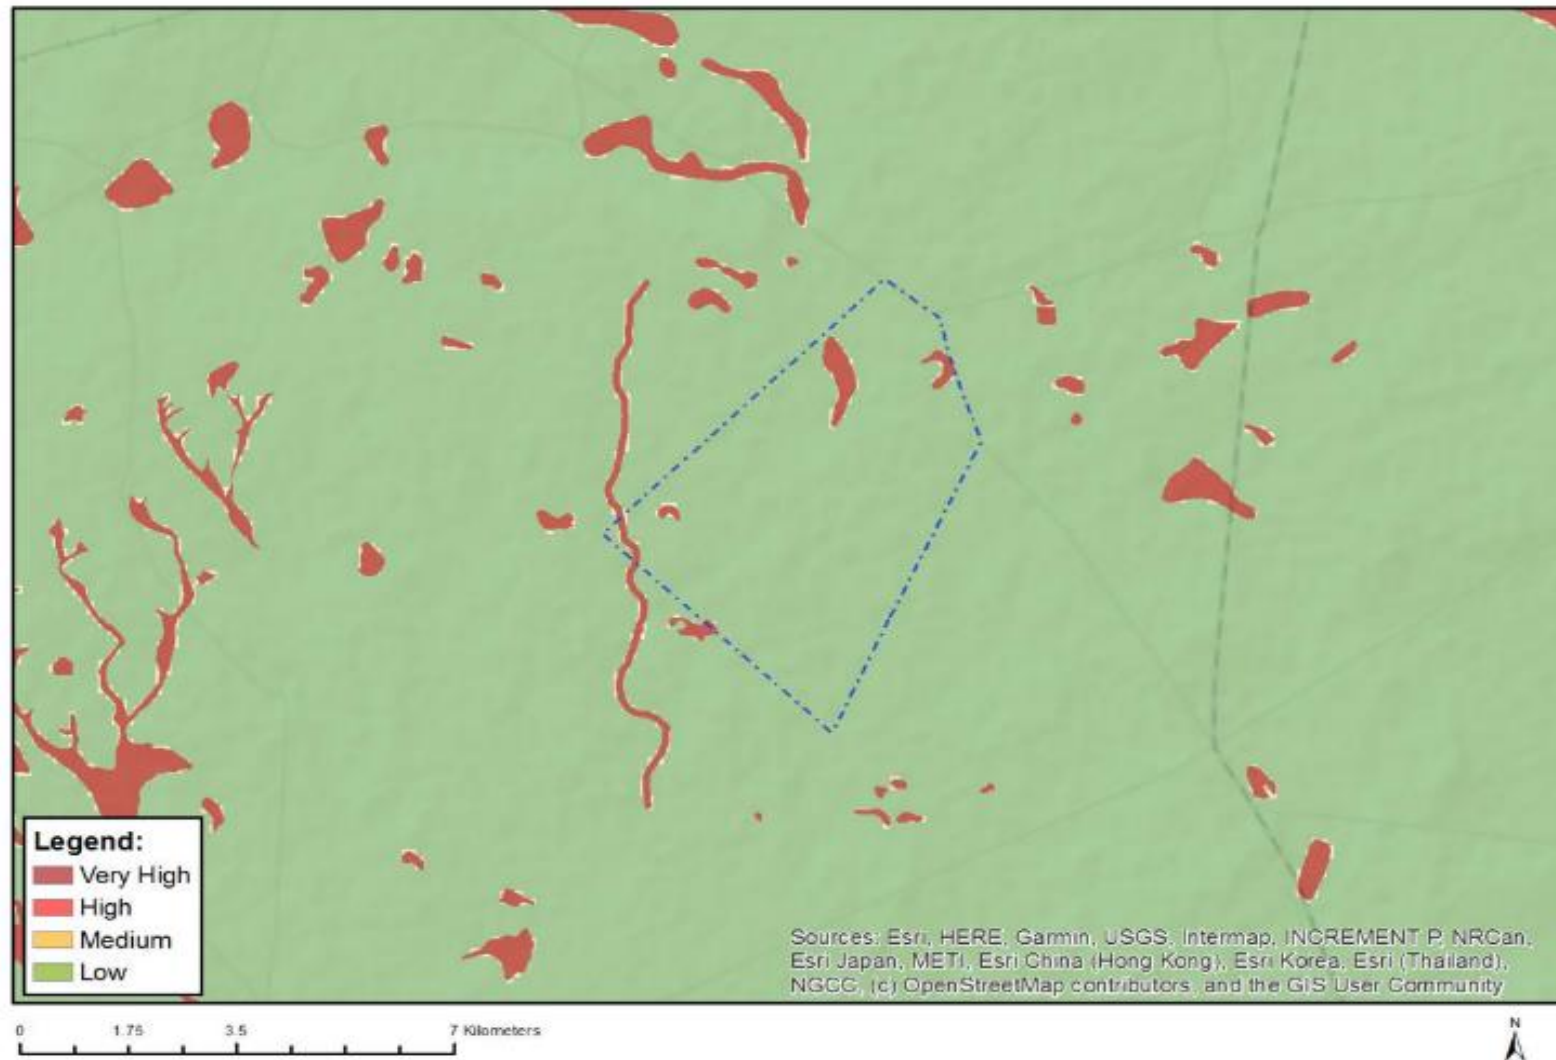 Legend:
Very High
High
Medium
Low
Sources: Esri, HERE, Garmin, USGS, Intermap, INCREMENT P, NRCan,
Esri Japan, METI, Esri China (Hong Kong), Esri Korea, Esri (Thailand),
NGCC, (c) OpenStreetMap contributors, and the GIS User Community
0 1.75 3.5 7 Kilometers
N